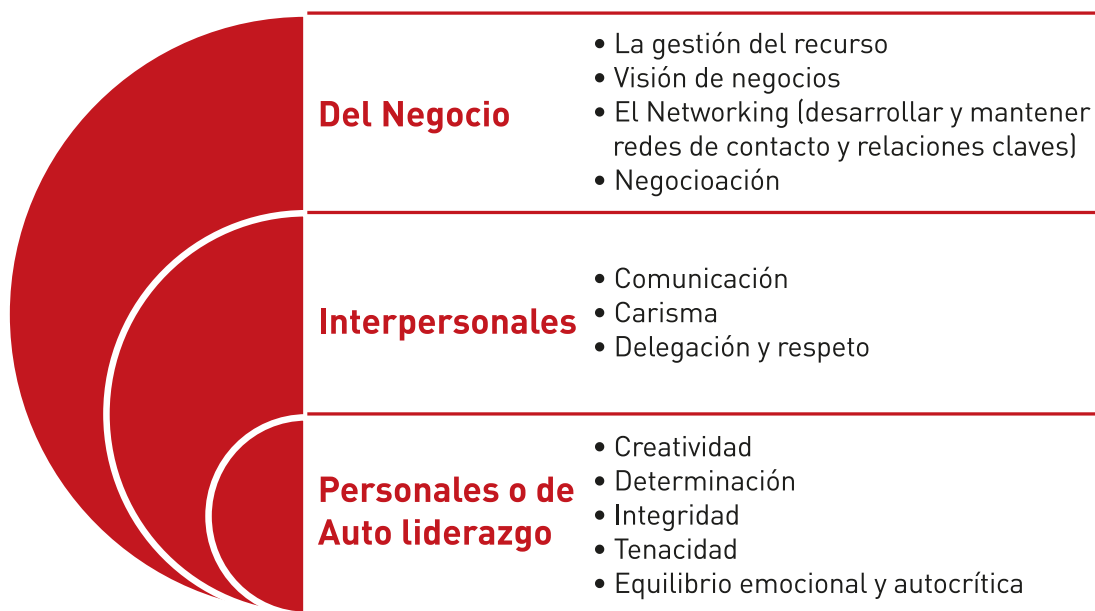 Del Negocio
• La gestión del recurso
• Visión de negocios
• El Networking (desarrollar y mantener
redes de contacto y relaciones claves)
• Negocioación
Interpersonales
• Comunicación
• Carisma
• Delegación y respeto
Personales o de
Auto liderazgo
• Creatividad
• Determinación
• Integridad
• Tenacidad
• Equilibrio emocional y autocrítica